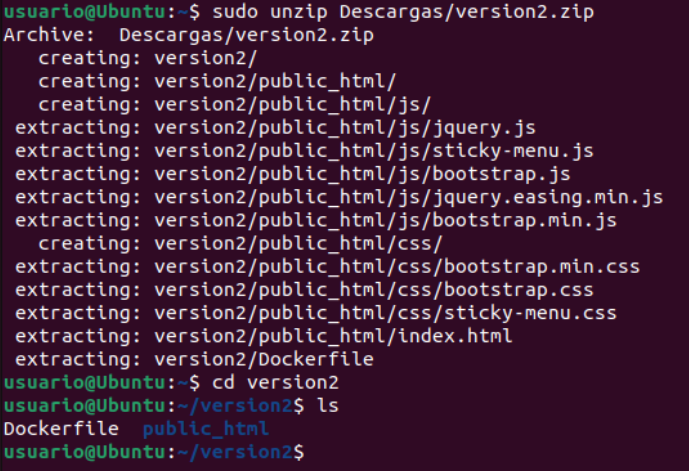 usuario@Ubuntu:~$ sudo unzip Descargas/version2.zip
Archive:  Descargas/version2.zip
   creating: version2/
   creating: version2/public_html/
   creating: version2/public_html/js/
 extracting: version2/public_html/js/jquery.js
 extracting: version2/public_html/js/sticky-menu.js
 extracting: version2/public_html/js/bootstrap.js
 extracting: version2/public_html/js/jquery.easing.min.js
 extracting: version2/public_html/js/bootstrap.min.js
   creating: version2/public_html/css/
 extracting: version2/public_html/css/bootstrap.min.css
 extracting: version2/public_html/css/bootstrap.css
 extracting: version2/public_html/css/sticky-menu.css
 extracting: version2/public_html/index.html
 extracting: version2/Dockerfile
usuario@Ubuntu:~$ cd version2
usuario@Ubuntu:~/version2$ ls
Dockerfile  public_html
usuario@Ubuntu:~/version2$